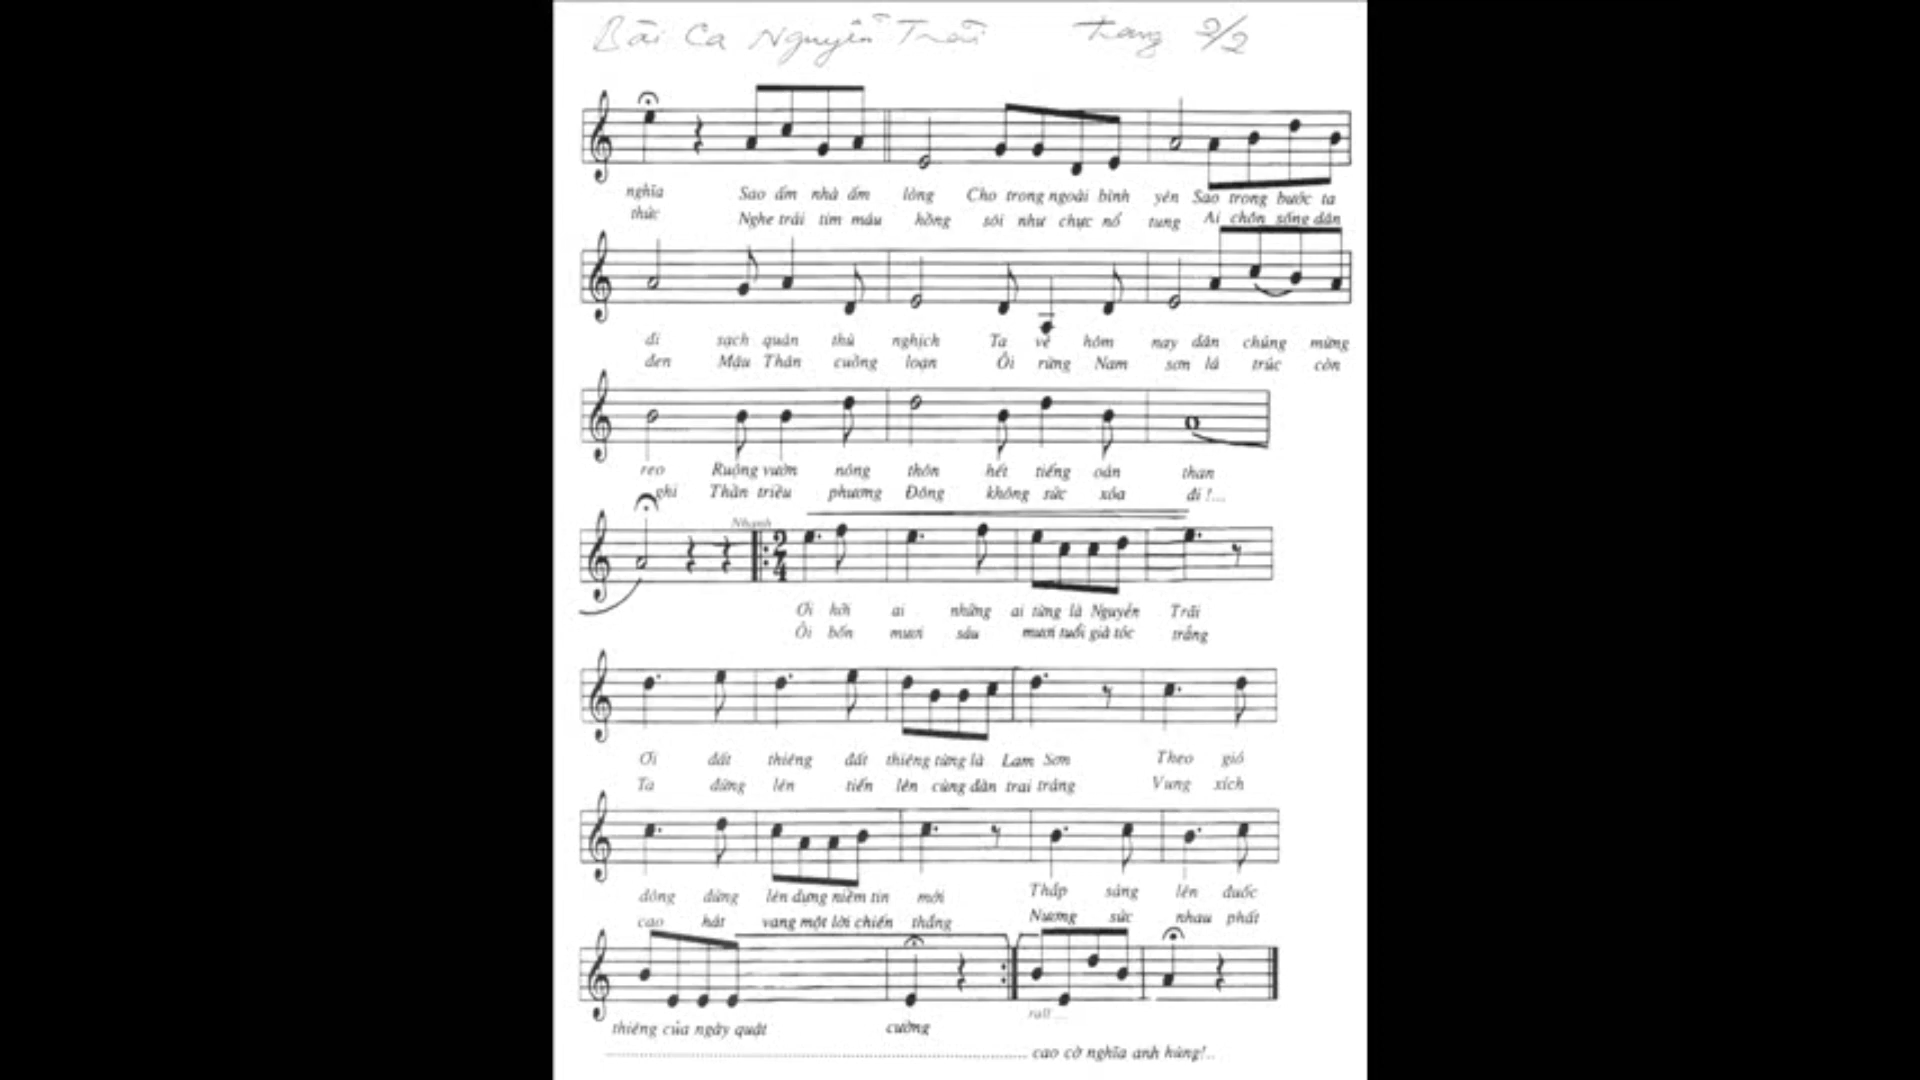 Bài Ca Nguyễn Trãi Trang 2/2
nghĩa Sao ấm nhà ấm lòng Cho trong ngoài bình yên Sao trong bước ta
thức Nghe trái tim máu hồng sôi như chực nổ tung Ai chôn sống dân
đi sạch quân thù nghịch Ta về hôm nay dân chúng mừng
đen Mậu Thân cuồng loạn Ôi rừng Nam sơn lá trúc còn
reo Ruộng vườn nông thôn hết tiếng oán than
ghi Thần triều phương Đông không sức xóa đi !...
Nhanh
2
4
Ơi hỡi ai những ai từng là Nguyễn Trãi
Ôi bốn mươi sáu mươi tuổi già tóc trắng
Ơi đất thiêng đất thiêng từng là Lam Sơn Theo gió
Ta đứng lên tiến lên cùng đàn trai tráng Vung xích
đông đứng lên dựng niềm tin mới Thắp sáng lên đuốc
cao hát vang một lời chiến thắng Nương sức nhau phất
rall ...
thiêng của ngày quật cường
cao cờ nghĩa anh hùng!..